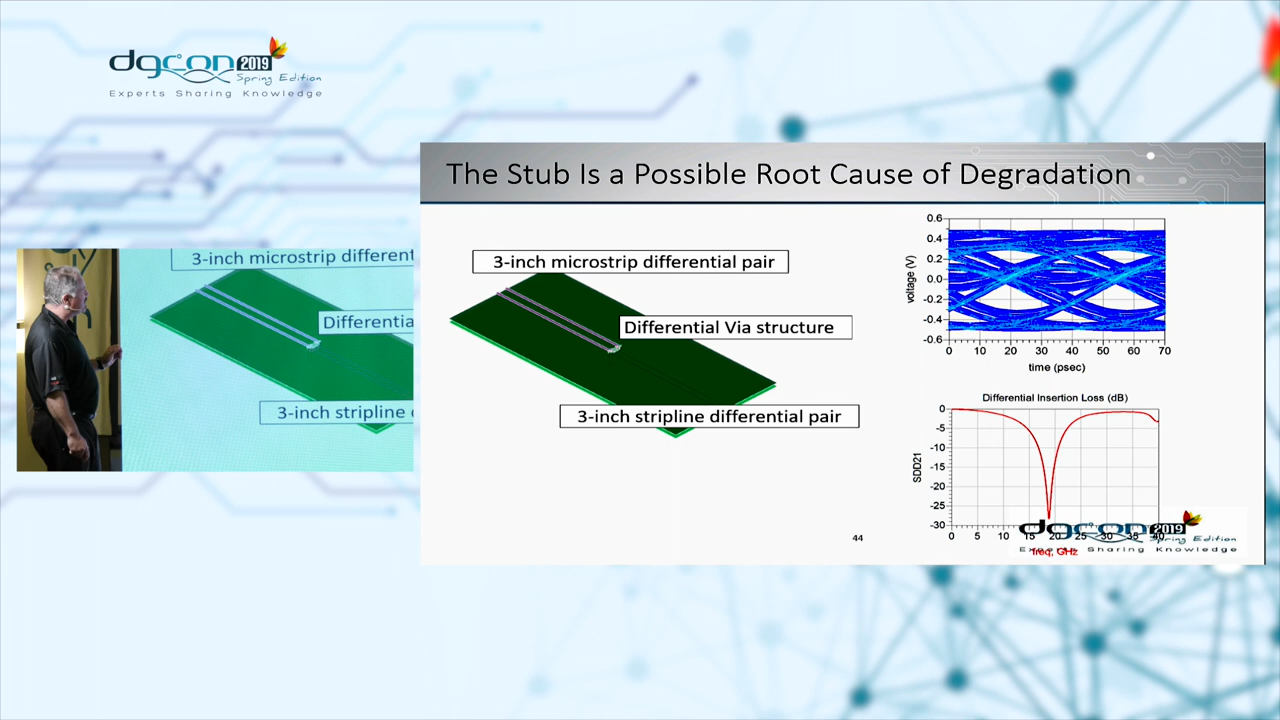 dgcon 2019
Spring Edition
Experts Sharing Knowledge
The Stub Is a Possible Root Cause of Degradation
3-inch microstrip different
Differentia
3-inch stripline
3-inch microstrip differential pair
Differential Via structure
3-inch stripline differential pair
0.6
0.4
0.2
0.0
-0.2
-0.4
-0.6
voltage (V)
0 10 20 30 40 50 60 70
time (psec)
Differential Insertion Loss (dB)
0
-5
-10
-15
-20
-25
-30
SDD21
0 5 10 15 20 25 30 35 40
freq, GHz
44
dgcon 2019
Spring Edition
Experts Sharing Knowledge